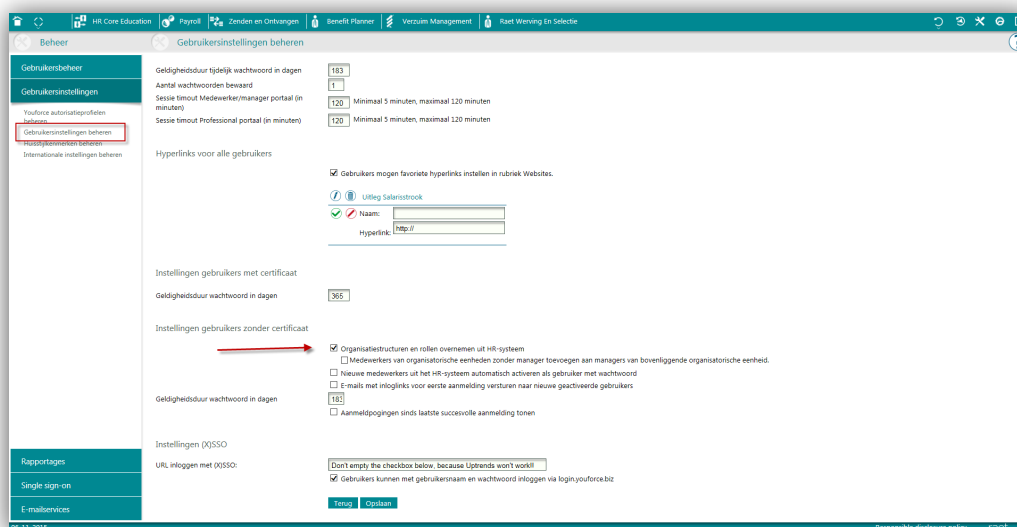 HR Core Education
Payroll
Zenden en Ontvangen
Benefit Planner
Verzuim Management
Raet Werving En Selectie
Beheer
Gebruikersinstellingen beheren
Gebruikersbeheer
Gebruikersinstellingen
Youforce autorisatieprofielen
beheren
Gebruikersinstellingen beheren
Huisstijlkenmerken beheren
Internationale instellingen beheren
Geldigheidsduur tijdelijk wachtwoord in dagen 183
Aantal wachtwoorden bewaard 1
Sessie timout Medewerker/manager portaal (in
minuten) 120 Minimaal 5 minuten, maximaal 120 minuten
Sessie timout Professional portaal (in minuten) 120 Minimaal 5 minuten, maximaal 120 minuten
Hyperlinks voor alle gebruikers
Gebruikers mogen favoriete hyperlinks instellen in rubriek Websites.
Uitleg Salarisstrook
Naam:
Hyperlink: http://
Instellingen gebruikers met certificaat
Geldigheidsduur wachtwoord in dagen 365
Instellingen gebruikers zonder certificaat
Organisatiestructuren en rollen overnemen uit HR-systeem
Medewerkers van organisatorische eenheden zonder manager toevoegen aan managers van bovenliggende organisatorische eenheid.
Nieuwe medewerkers uit het HR-systeem automatisch activeren als gebruiker met wachtwoord
E-mails met inloglinks voor eerste aanmelding versturen naar nieuwe geactiveerde gebruikers
Geldigheidsduur wachtwoord in dagen 183
Aanmeldpogingen sinds laatste succesvolle aanmelding tonen
Instellingen (X)SSO
URL inloggen met (X)SSO: Don't empty the checkbox below, because Uptrends won't work!!!
Gebruikers kunnen met gebruikersnaam en wachtwoord inloggen via login.youforce.biz
Terug Opslaan
Rapportages
Single sign-on
E-mailservices